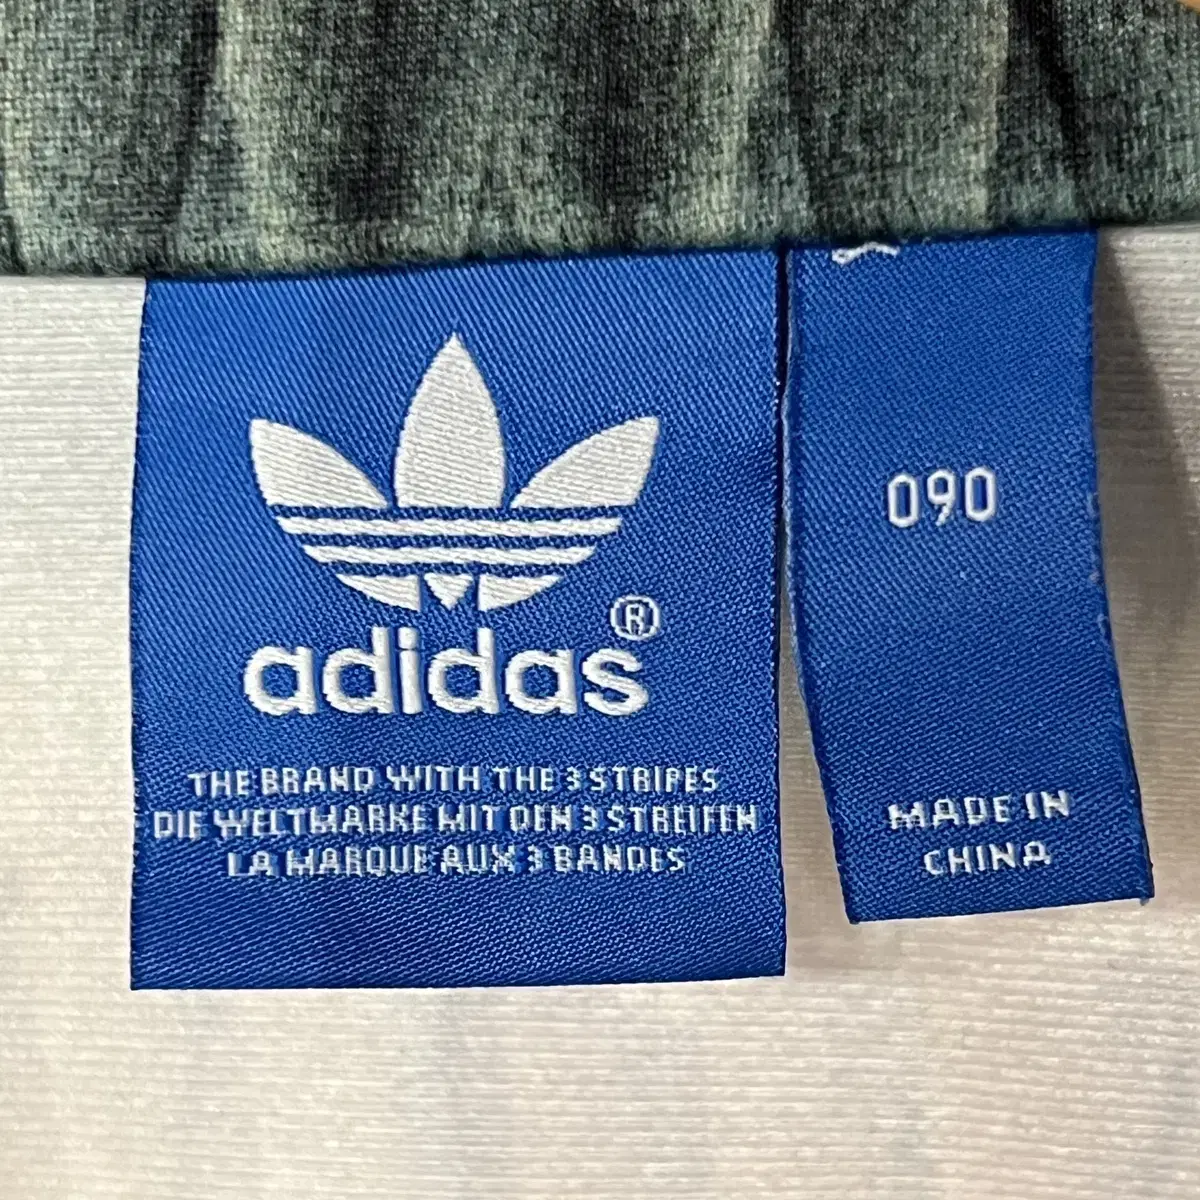 adidas®
THE BRAND WITH THE 3 STRIPES
DIE WELTMARKE MIT DEN 3 STREIFEN
LA MARQUE AUX 3 BANDES
090
MADE IN
CHINA